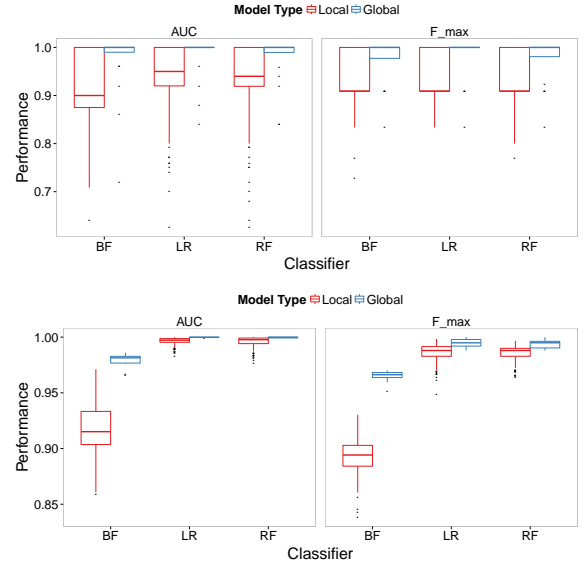 Model Type Local Global
AUC F_max
1.0
0.9
0.8
0.7
Performance
BF LR RF BF LR RF
Classifier
Model Type Local Global
AUC F_max
1.00
0.95
0.90
0.85
Performance
BF LR RF BF LR RF
Classifier